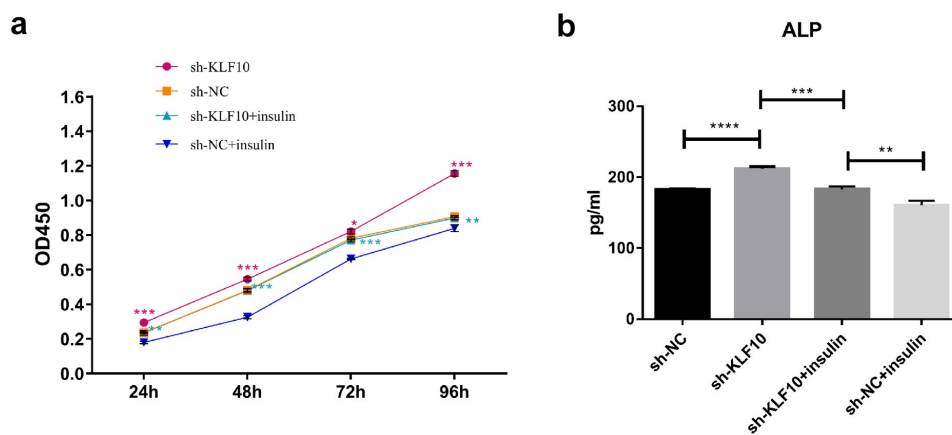 a
sh-KLF10
sh-NC
sh-KLF10+insulin
sh-NC+insulin
OD450
1.6
1.4
1.2
1.0
0.8
0.6
0.4
0.2
0.0
24h
48h
72h
96h
***
**
***
***
*
***
***
**
b
ALP
pg/ml
300
200
100
0
****
***
**
sh-NC
sh-KLF10
sh-KLF10+insulin
sh-NC+insulin